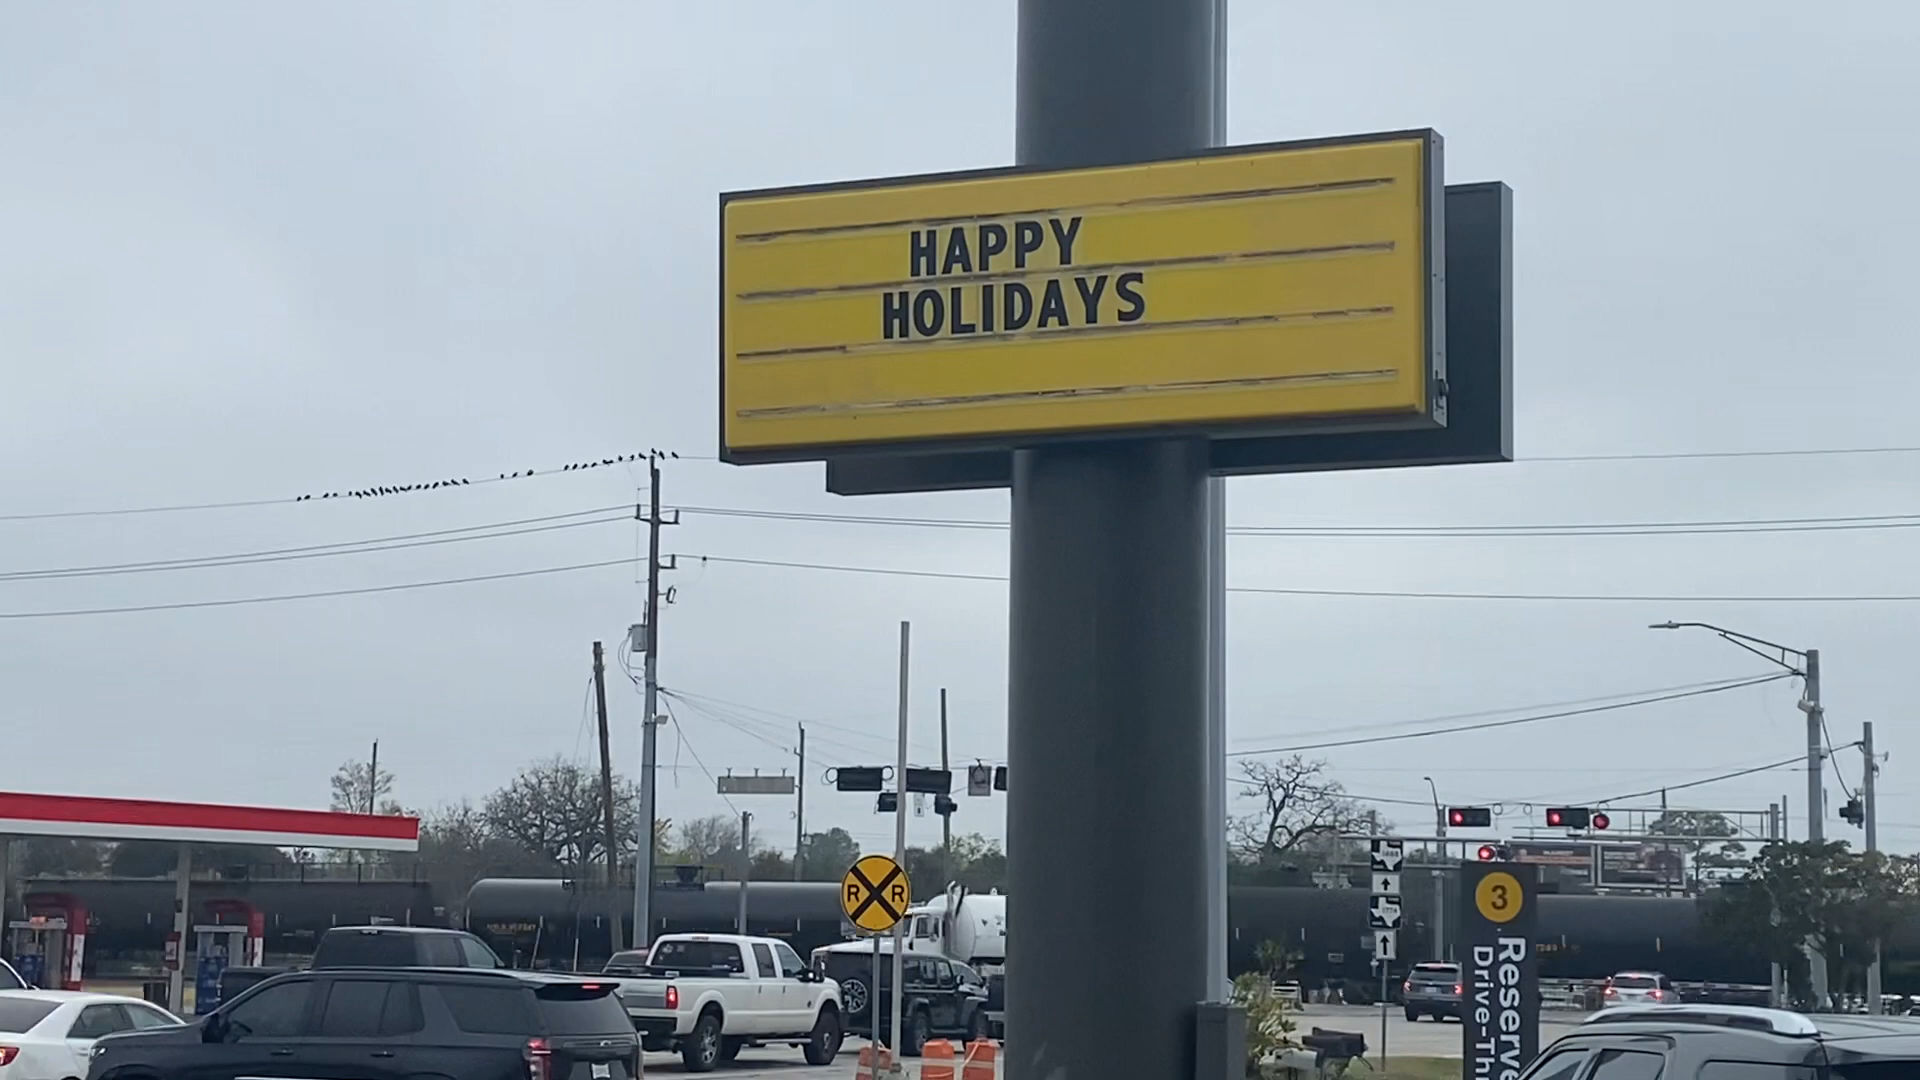 HAPPY
HOLIDAYS
R R
3
Reserve
Drive-Th